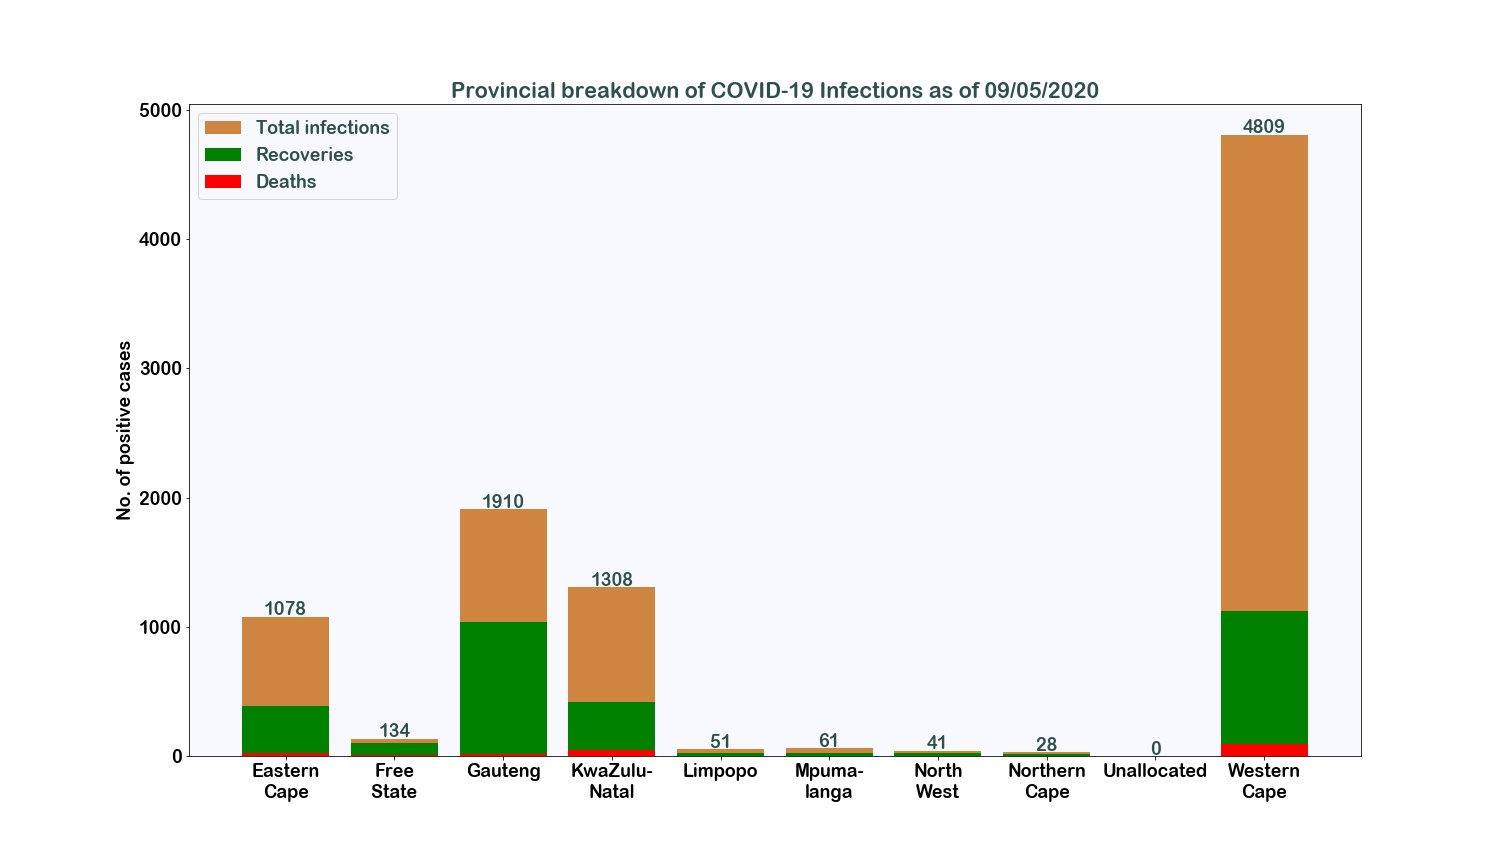 Provincial breakdown of COVID-19 Infections as of 09/05/2020
5000
4000
3000
2000
1000
0
No. of positive cases
Total infections
Recoveries
Deaths
1078
134
1910
1308
51
61
41
28
0
4809
Eastern
Cape
Free
State
Gauteng
KwaZulu-
Natal
Limpopo
Mpuma-
langa
North
West
Northern
Cape
Unallocated
Western
Cape